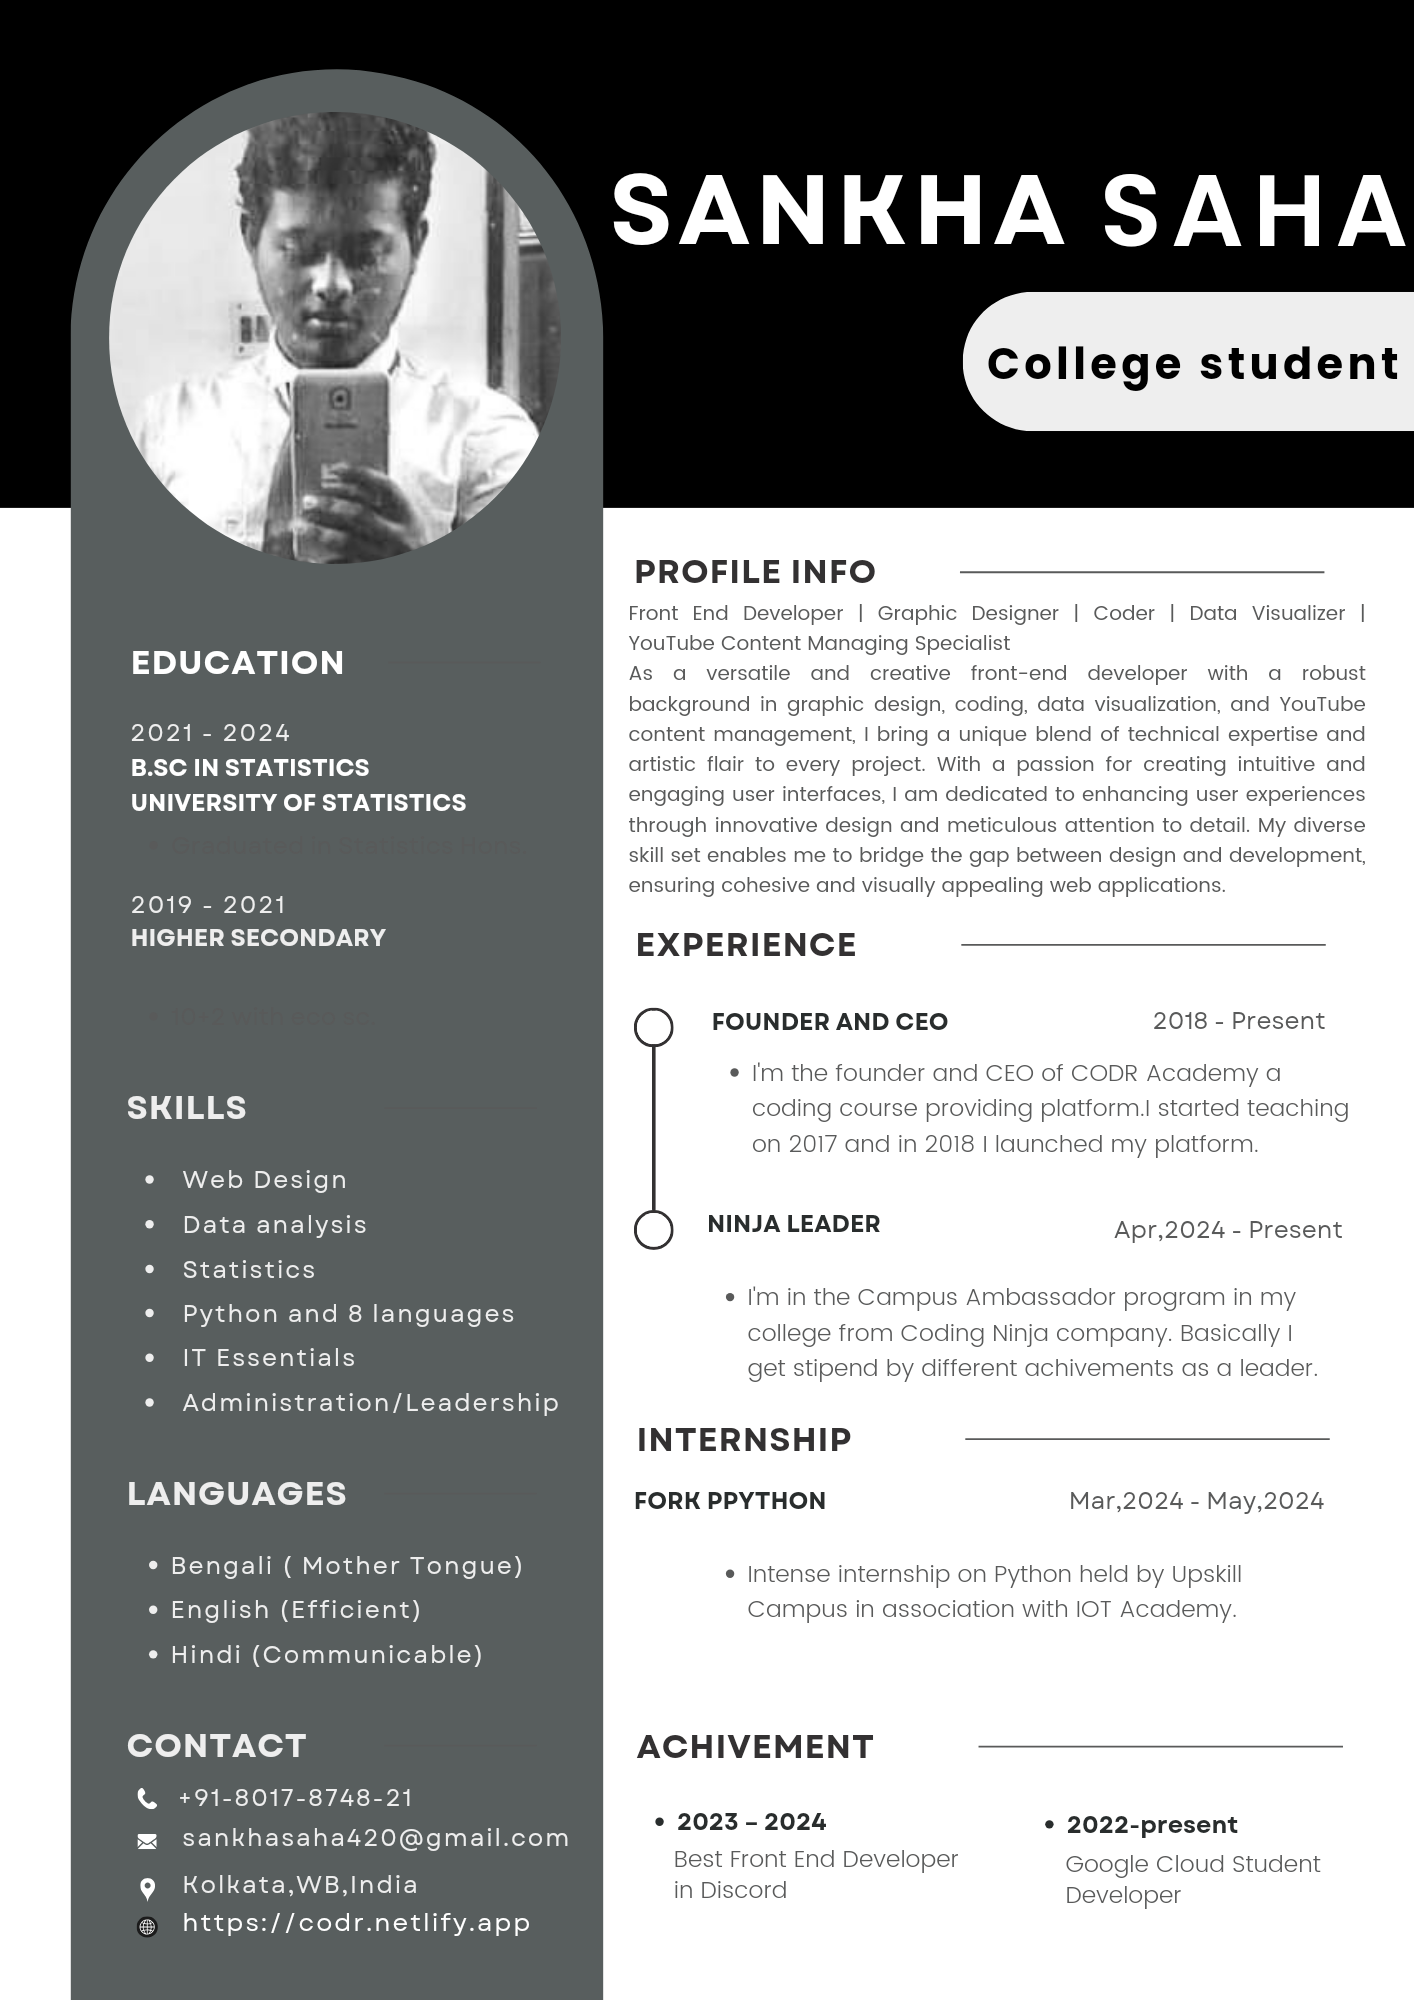 SANKHA SAHA
College student
EDUCATION
2021 - 2024
B.SC IN STATISTICS
UNIVERSITY OF STATISTICS
Graduated in Statistics Hons.
2019 - 2021
HIGHER SECONDARY
SKILLS
Web Design
Data analysis
Statistics
Python and 8 languages
IT Essentials
Administration/Leadership
LANGUAGES
Bengali ( Mother Tongue)
English (Efficient)
Hindi (Communicable)
CONTACT
+91-8017-8748-21
sankhasaha420@gmail.com
Kolkata,WB,India
https://codr.netlify.app
PROFILE INFO
Front End Developer | Graphic Designer | Coder | Data Visualizer |
YouTube Content Managing Specialist
As a versatile and creative front-end developer with a robust
background in graphic design, coding, data visualization, and YouTube
content management, I bring a unique blend of technical expertise and
artistic flair to every project. With a passion for creating intuitive and
engaging user interfaces, I am dedicated to enhancing user experiences
through innovative design and meticulous attention to detail. My diverse
skill set enables me to bridge the gap between design and development,
ensuring cohesive and visually appealing web applications.
EXPERIENCE
FOUNDER AND CEO 2018 - Present
I'm the founder and CEO of CODR Academy a
coding course providing platform.I started teaching
on 2017 and in 2018 I launched my platform.
NINJA LEADER Apr,2024 - Present
I'm in the Campus Ambassador program in my
college from Coding Ninja company. Basically I
get stipend by different achivements as a leader.
INTERNSHIP
FORK PPYTHON Mar,2024 - May,2024
Intense internship on Python held by Upskill
Campus in association with IOT Academy.
ACHIVEMENT
2023 – 2024
Best Front End Developer
in Discord
2022-present
Google Cloud Student
Developer